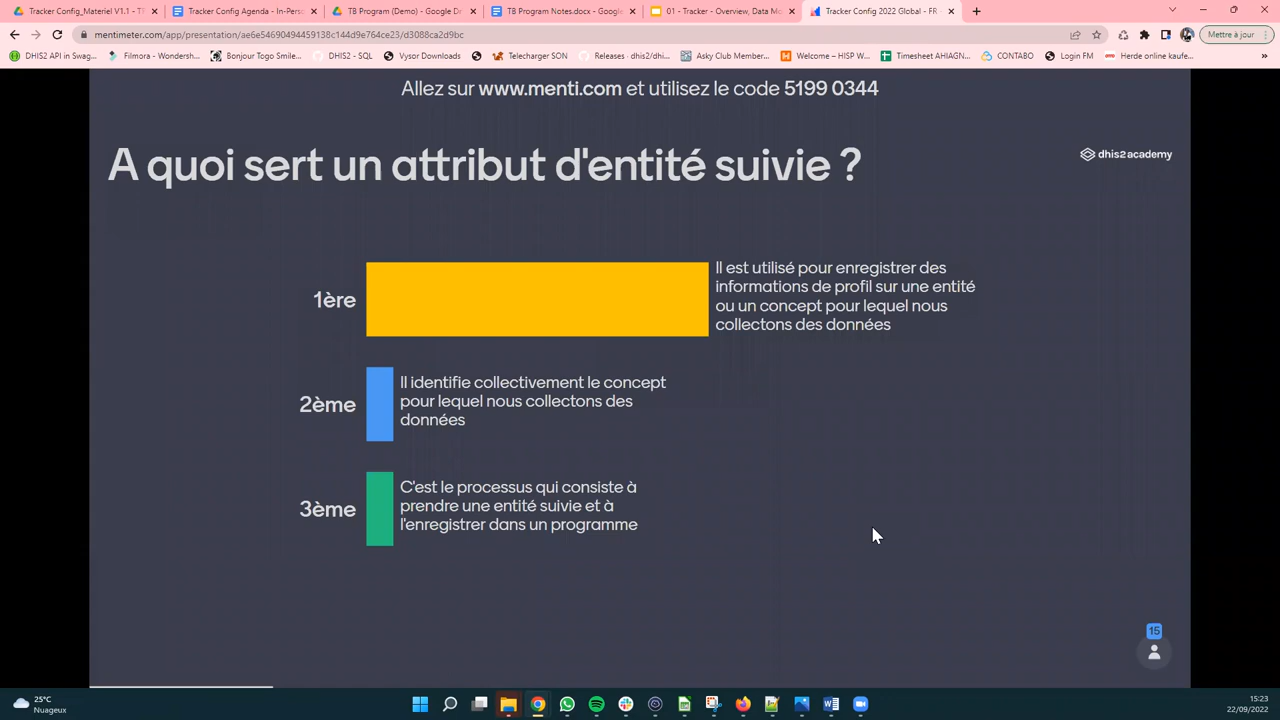 Tracker Config_Materiel V1.1 - TP
Tracker Config Agenda - In-Perso
TB Program (Demo) - Google Dr
TB Program Notes.docx - Google
01 - Tracker - Overview, Data Mo
Tracker Config 2022 Global - FR
mentimeter.com/app/presentation/ae6e54690494459138c144d9e764ce23/d3088ca2d9bc
Mettre à jour
DHIS2 API in Swag...
Filmora - Wondersh...
Bonjour Togo Smile...
DHIS2 - SQL
Vysor Downloads
Telecharger SON
Releases · dhis2/dhi...
Asky Club Member...
Welcome – HISP W...
Timesheet AHIAGN...
CONTABO
Login FM
Herde online kaufe...
»
Allez sur www.menti.com et utilisez le code 5199 0344
A quoi sert un attribut d'entité suivie ?
dhis2academy
1ère
Il est utilisé pour enregistrer des
informations de profil sur une entité
ou un concept pour lequel nous
collectons des données
2ème
Il identifie collectivement le concept
pour lequel nous collectons des
données
3ème
C'est le processus qui consiste à
prendre une entité suivie et à
l'enregistrer dans un programme
15
25°C
Nuageux
15:23
22/09/2022